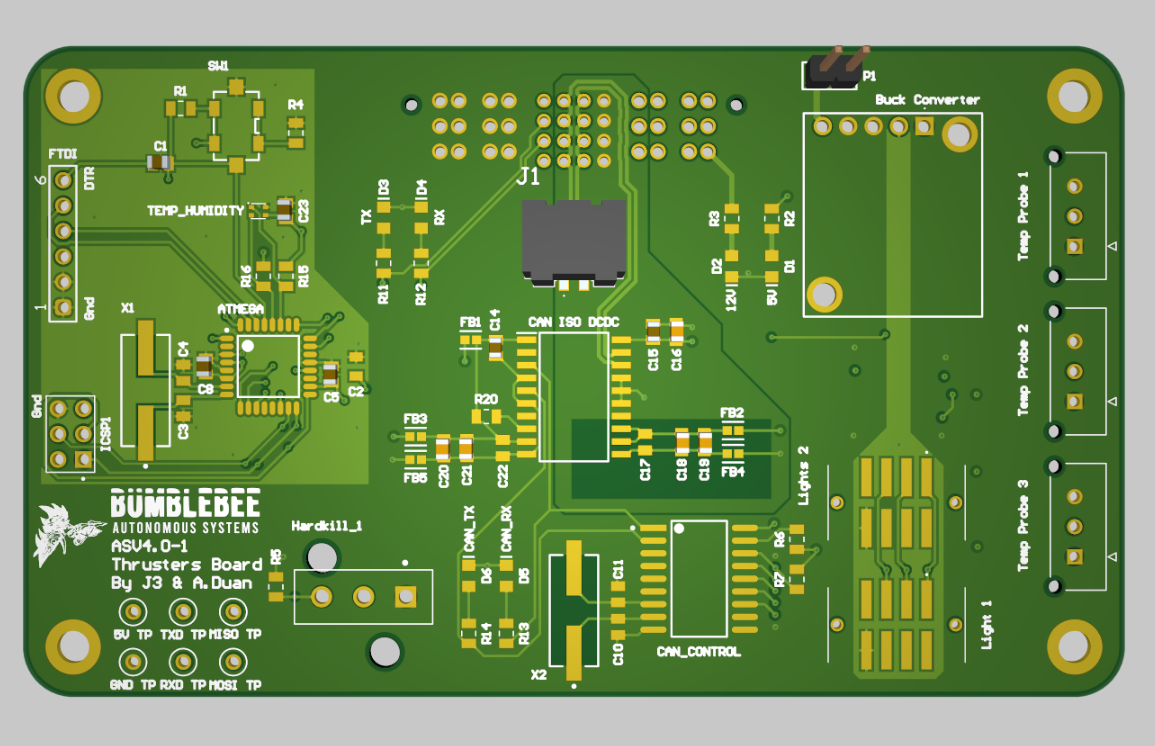 SW1
R1
R4
P1
Buck Converter
C1
FTDI
6
DTR
TEMP_HUMIDITY
C23
D3
D4
TX
RX
J1
R3
R2
Temp Probe 1
R16
R15
R11
R12
D2
D1
12V
5V
1
Gnd
X1
ATMEGA
FB1
C14
CAN ISO DCDC
C15
C16
Temp Probe 2
C4
C8
C5
C2
C3
Gnd
ICSP1
R20
FB3
FB2
FB5
C20
C21
C22
C17
C18
C19
FB4
Lights 2
BUMBLEBEE
AUTONOMOUS SYSTEMS
ASV4.0-1
Thrusters Board
By J3 & A.Duan
Hardkill_1
R5
CAN_TX
CAN_RX
D6
D5
C11
R6
R7
Temp Probe 3
R14
R13
C10
X2
CAN_CONTROL
Light 1
5V TP
TXD TP
MISO TP
GND TP
RXD TP
MOSI TP